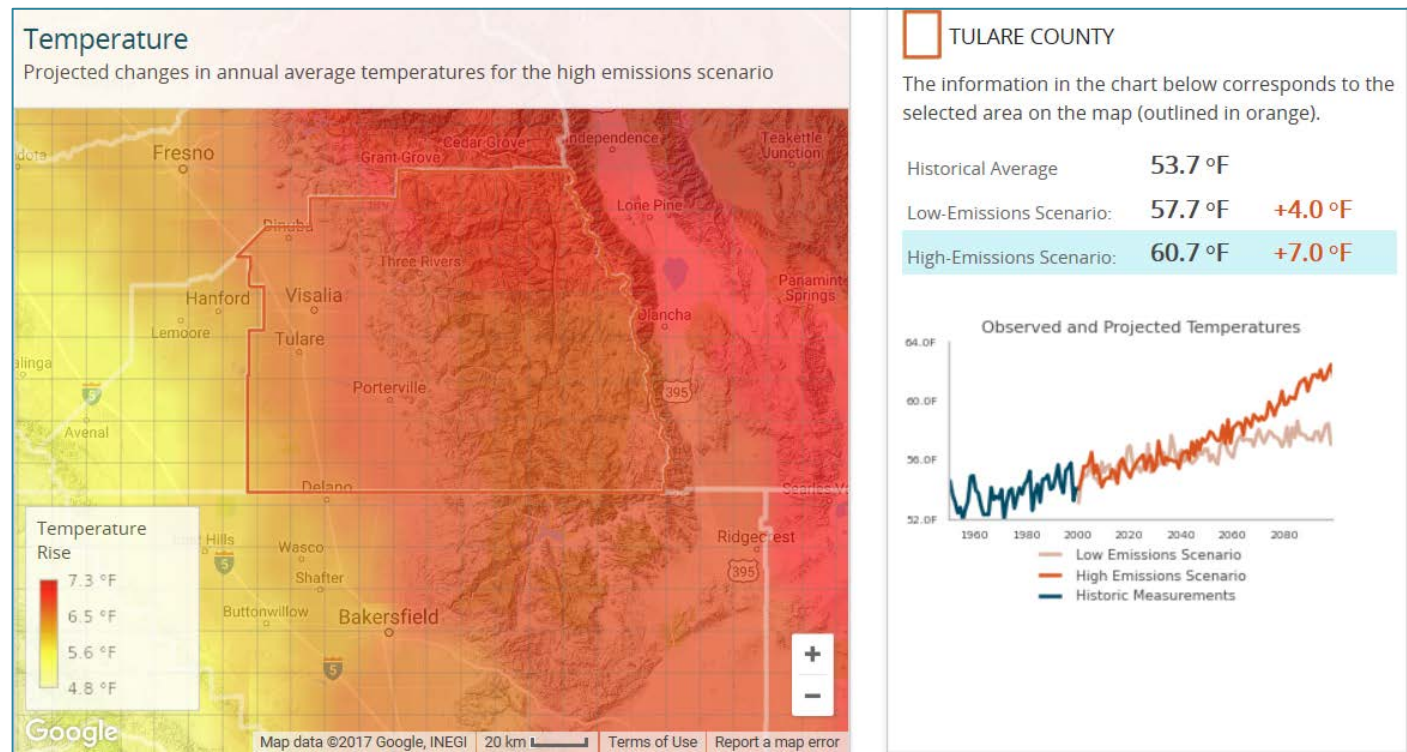 Temperature
Projected changes in annual average temperatures for the high emissions scenario
Fresno
Grant Grove
Cedar Grove
Independence
Teakettle
Junction
Lone Pine
Dinuba
Three Rivers
Panamint
Springs
Hanford
Visalia
Lemoore
Tulare
Olancha
alinga
Porterville
395
5
Avenal
Delano
Temperature
Rise
7.3 °F
6.5 °F
5.6 °F
4.8 °F
Hills
Wasco
5
Shafter
Buttonwillow
Bakersfield
5
Ridgecrest
395
+
−
Google
Map data ©2017 Google, INEGI
20 km
Terms of Use
Report a map error
TULARE COUNTY
The information in the chart below corresponds to the
selected area on the map (outlined in orange).
Historical Average 53.7 °F
Low-Emissions Scenario: 57.7 °F +4.0 °F
High-Emissions Scenario: 60.7 °F +7.0 °F
Observed and Projected Temperatures
64.0F
60.0F
56.0F
52.0F
1960 1980 2000 2020 2040 2060 2080
Low Emissions Scenario
High Emissions Scenario
Historic Measurements